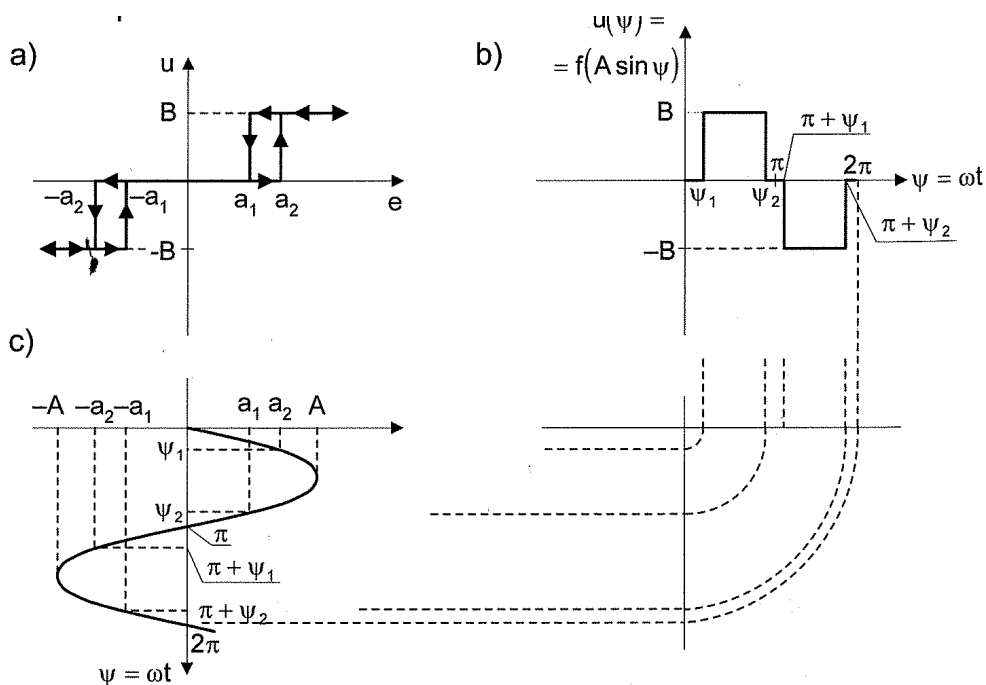 a)
u
B
−a₂
−a₁
a₁
a₂
e
-B
b)
u(ψ) =
= f(A sin ψ)
B
π + ψ₁
π
2π
ψ = ωt
ψ₁
ψ₂
π + ψ₂
−B
c)
−A
−a₂
−a₁
a₁
a₂
A
ψ₁
ψ₂
π
π + ψ₁
π + ψ₂
2π
ψ = ωt